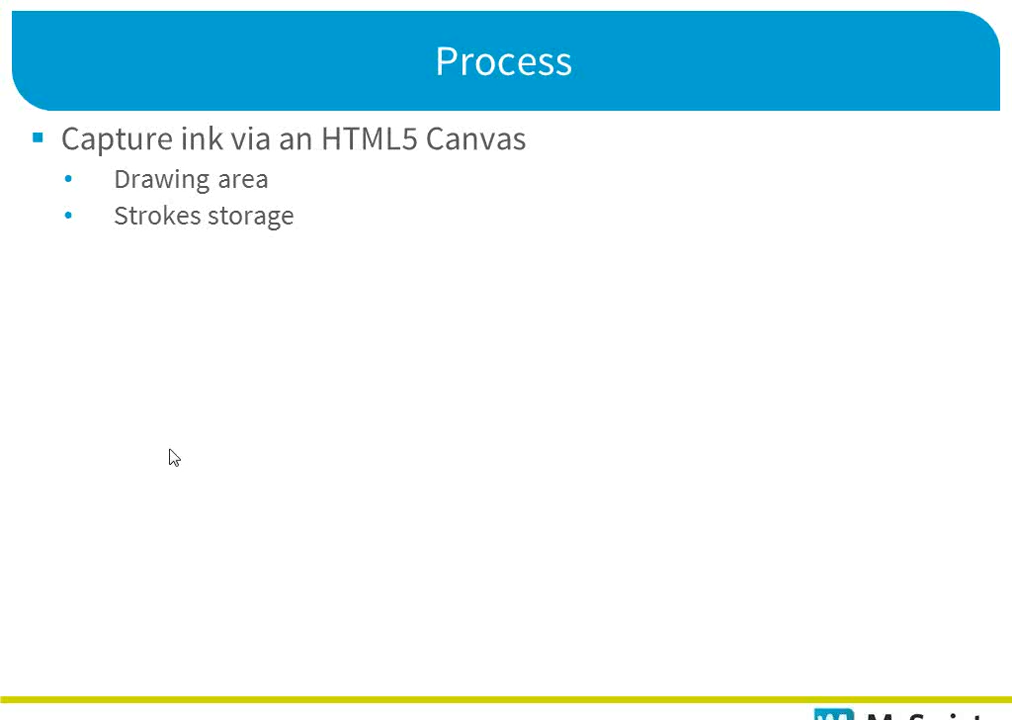 Process
Capture ink via an HTML5 Canvas
Drawing area
Strokes storage